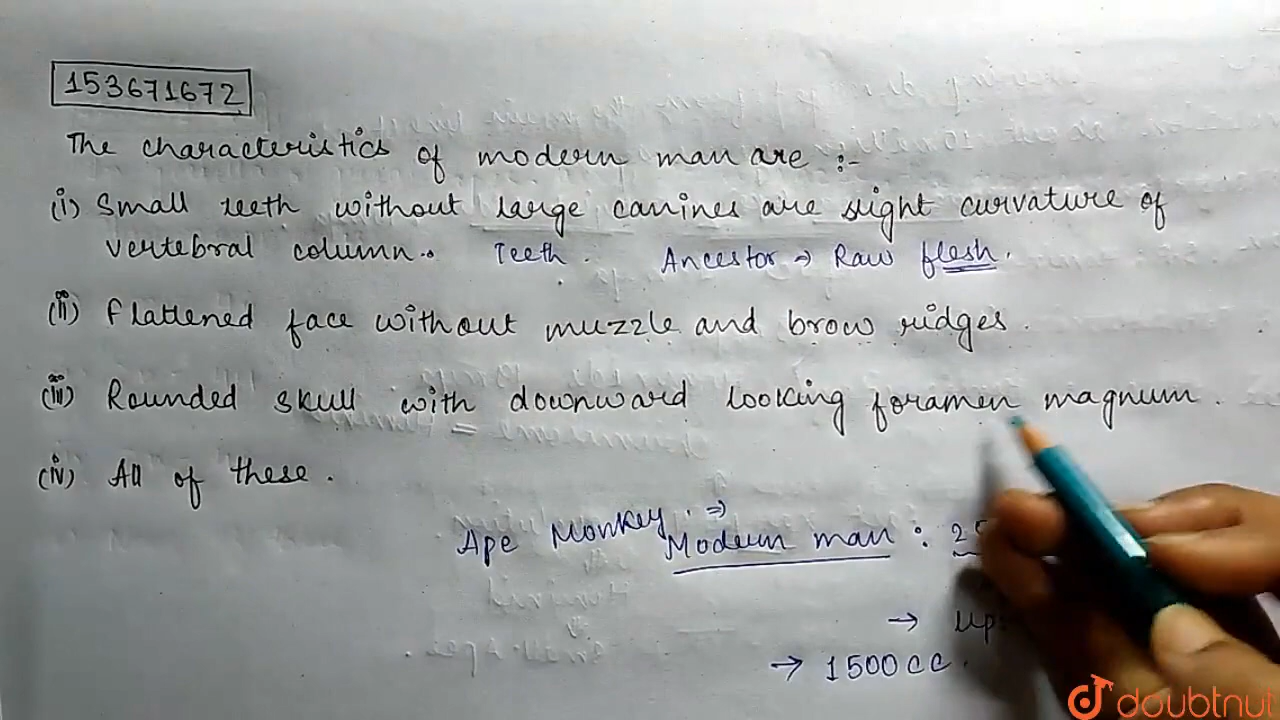 153671672
The characteristics of modern man are :-
(i) Small teeth without large canines are slight curvature of
vertebral column. Teeth. Ancestor → Raw flesh.
(ii) Flattened face without muzzle and brow ridges.
(iii) Rounded skull with downward looking foramen magnum.
(iv) All of these.
Ape Monkey. ⇒
Modern man : 25
→ Up
→ 1500 cc.
doubtnut